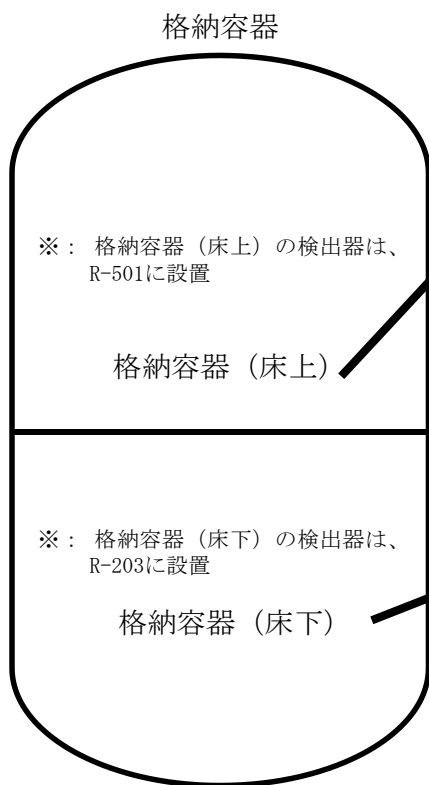 格納容器
※： 格納容器（床上）の検出器は、
R-501に設置
格納容器（床上）
※： 格納容器（床下）の検出器は、
R-203に設置
格納容器（床下）